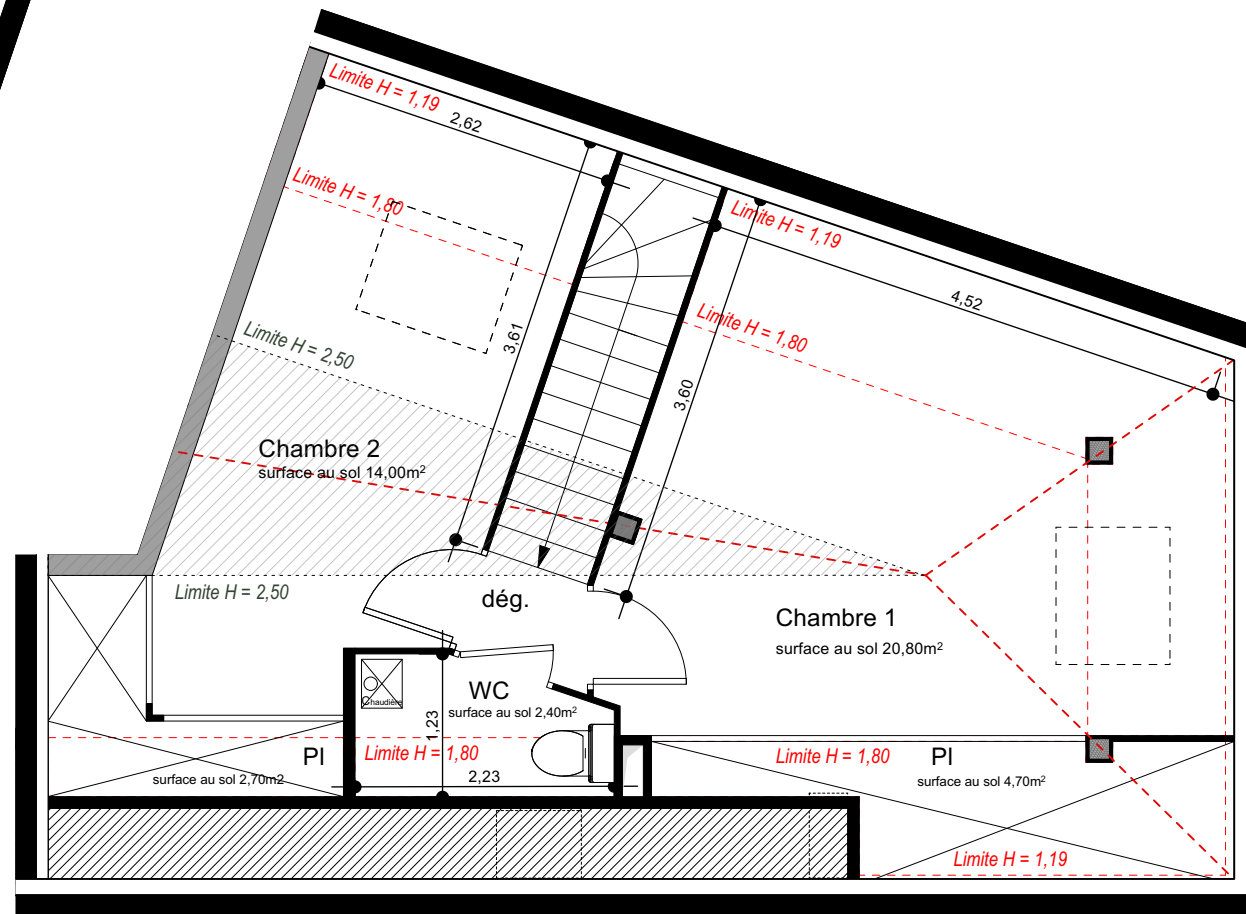 Limite H = 1,19
2,62
Limite H = 1,80
Limite H = 1,19
4,52
Limite H = 1,80
3,61
3,60
Limite H = 2,50
Chambre 2
surface au sol 14,00m²
Limite H = 2,50
dég.
Chambre 1
surface au sol 20,80m²
Chaudière
WC
surface au sol 2,40m²
1,23
Limite H = 1,80
2,23
Pl
surface au sol 2,70m2
Limite H = 1,80
Pl
surface au sol 4,70m²
Limite H = 1,19